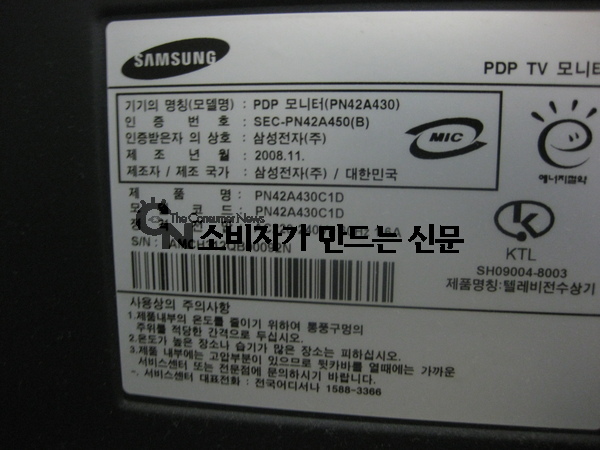 SAMSUNG
PDP TV 모니터
기기의 명칭(모델명) : PDP 모니터(PN42A430)
인 증 번 호 : SEC-PN42A450(B)
인증받은자 의 상호 : 삼성전자(주)
제 조 년 월 : 2008.11.
제조자 / 제조 국가 : 삼성전자(주) / 대한민국
MIC
에너지절약
제 품 명 : PN42A430C1D
모 코 드 : PN42A430C1D
정 격 전
The Consumer News
CN 소비자가 만드는 신문
S/N :
KTL
SH09004-8003
제품명칭:텔레비전수상기
사용상의 주의사항
1.제품내부의 온도를 줄이기 위하여 통풍구멍의
주위를 적당한 간격으로 두십시오.
2.온도가 높은 장소나 습기가 많은 장소는 피하십시오.
3.제품 내부에는 고압부분이 있으므로 뒷카바를 열때에는 가까운
서비스센터 또는 전문점에 문의하시기 바랍니다.
-. 서비스센터 대표전화 : 전국어디서나 1588-3366